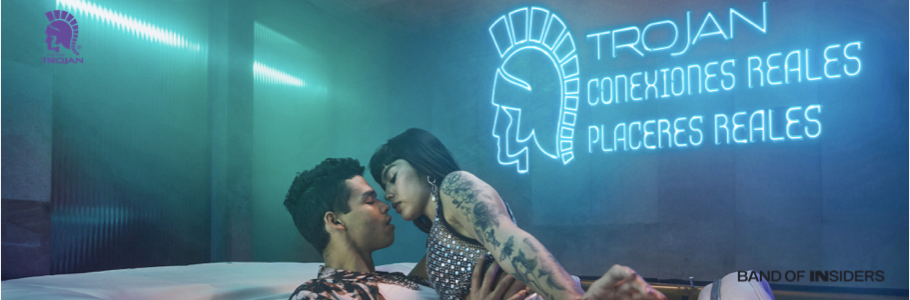 TROJAN
TROJAN
CONEXIONES REALES
PLACERES REALES
BAND OF INSIDERS